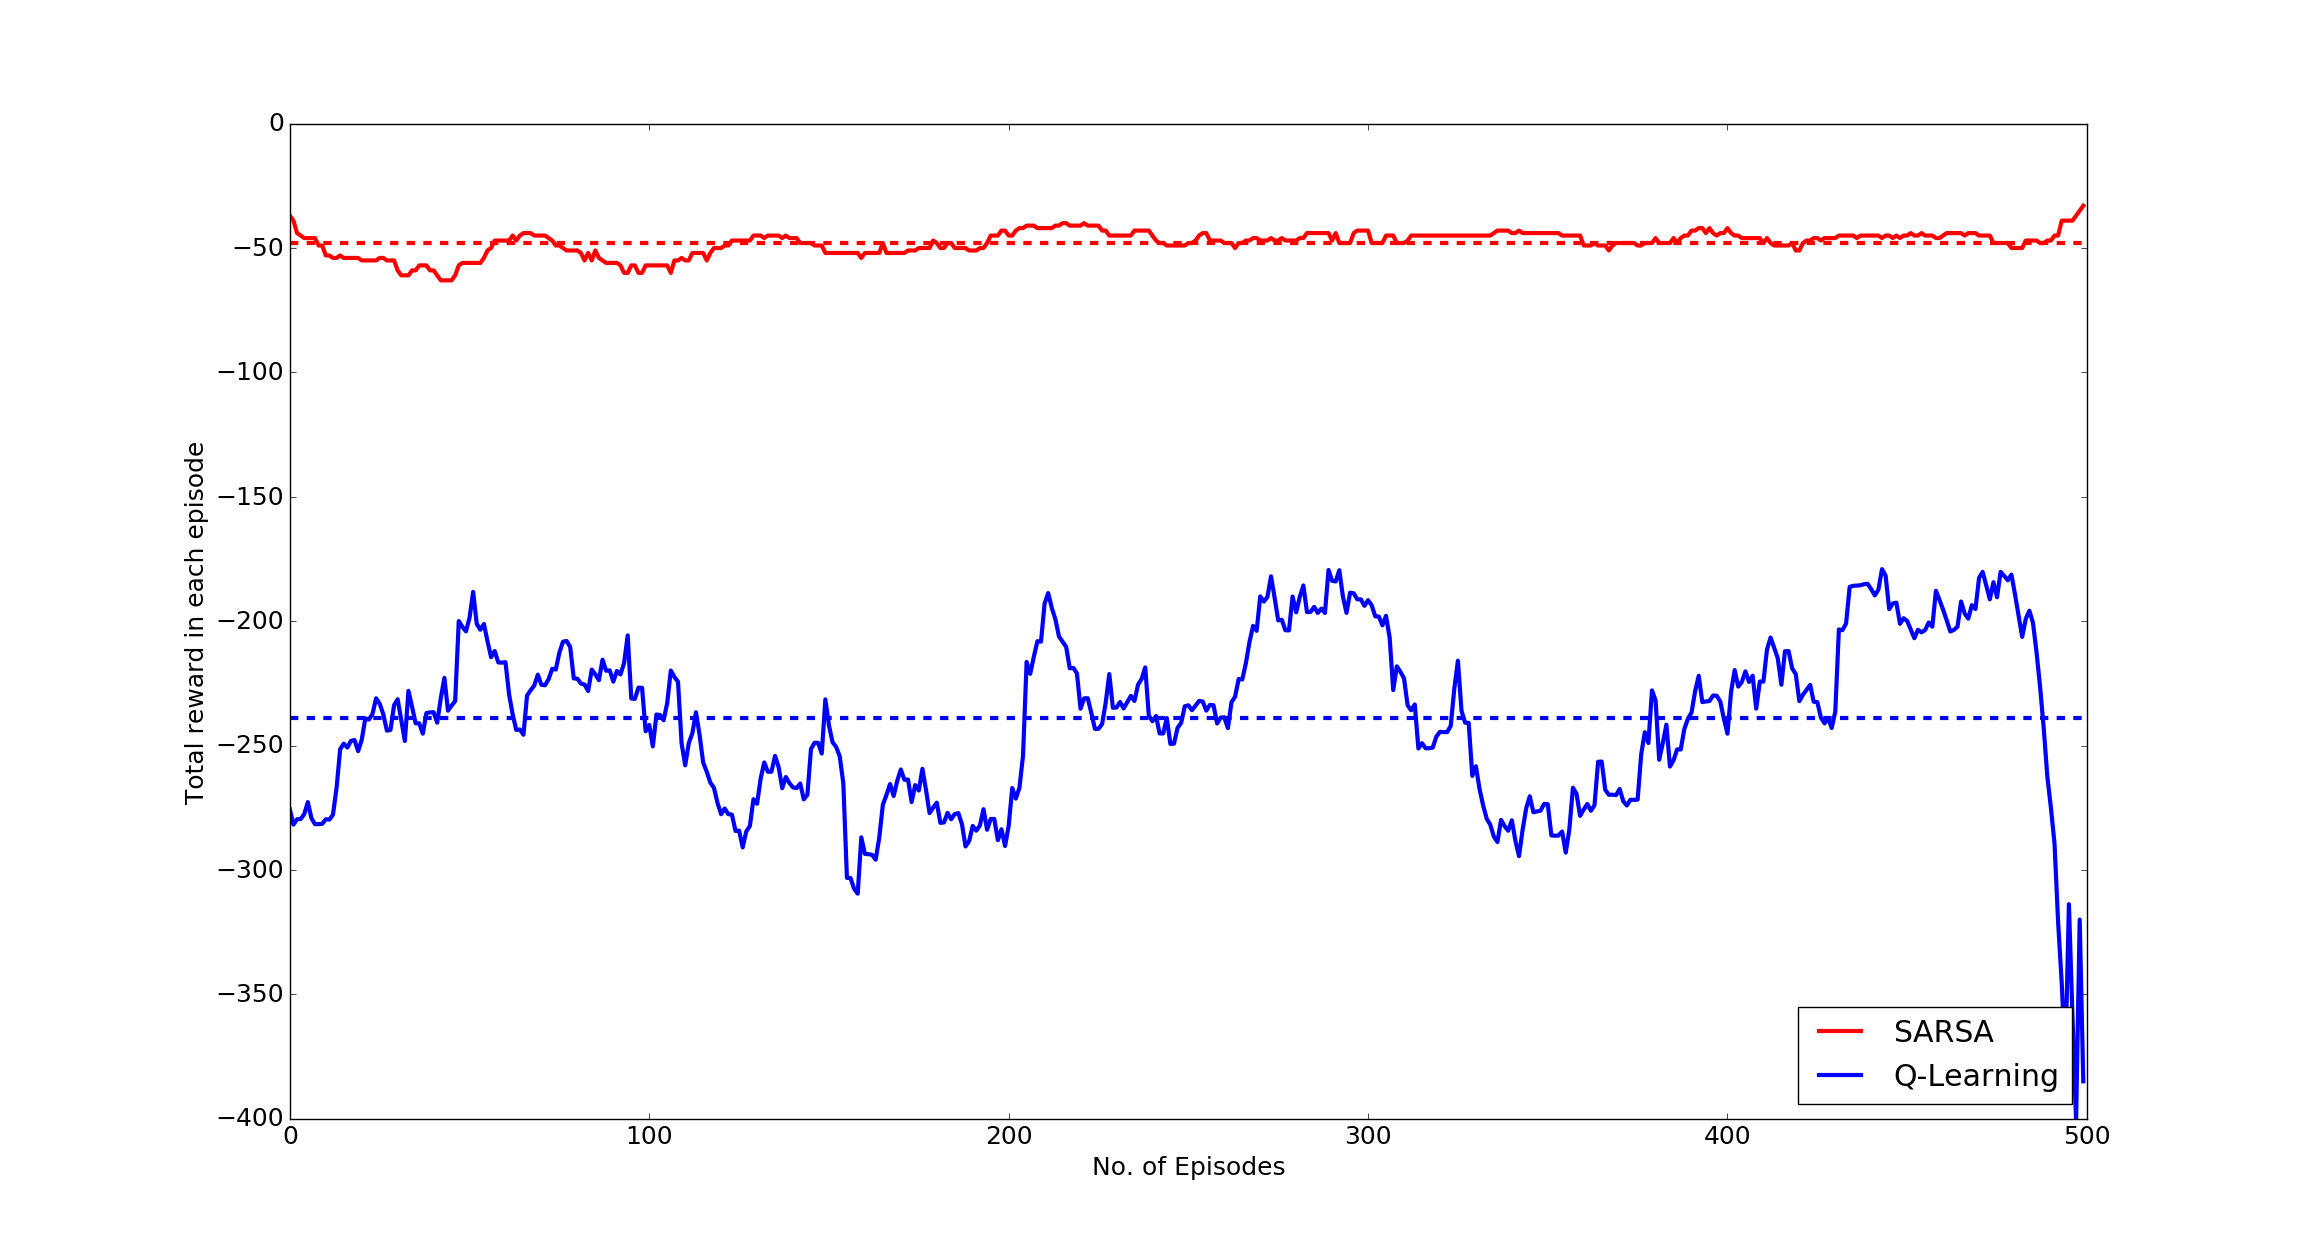 0
−50
−100
−150
−200
−250
−300
−350
−400
Total reward in each episode
0 100 200 300 400 500
No. of Episodes
SARSA
Q-Learning